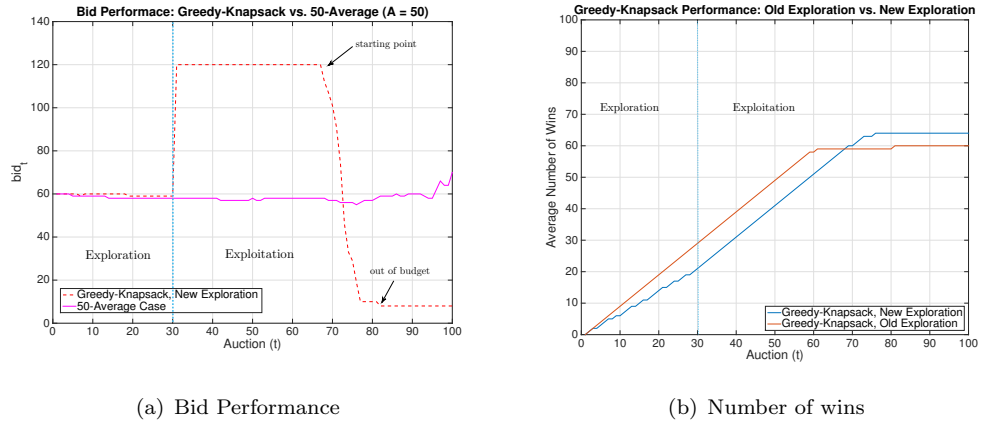 Bid Performace: Greedy-Knapsack vs. 50-Average (A = 50)
140
120
100
80
60
40
20
0
bid_t
starting point
Exploration
Exploitation
out of budget
Greedy-Knapsack, New Exploration
50-Average Case
0 10 20 30 40 50 60 70 80 90 100
Auction (t)
(a) Bid Performance
Greedy-Knapsack Performance: Old Exploration vs. New Exploration
100
90
80
70
60
50
40
30
20
10
0
Average Number of Wins
Exploration
Exploitation
Greedy-Knapsack, New Exploration
Greedy-Knapsack, Old Exploration
0 10 20 30 40 50 60 70 80 90 100
Auction (t)
(b) Number of wins